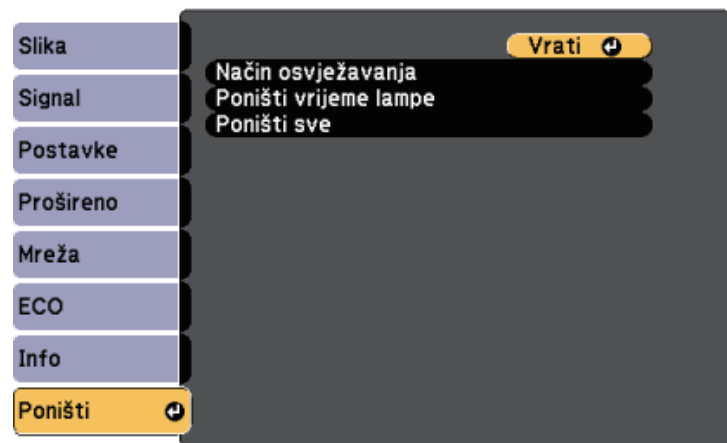 Slika
Signal
Postavke
Prošireno
Mreža
ECO
Info
Poništi
Vrati
Način osvježavanja
Poništi vrijeme lampe
Poništi sve